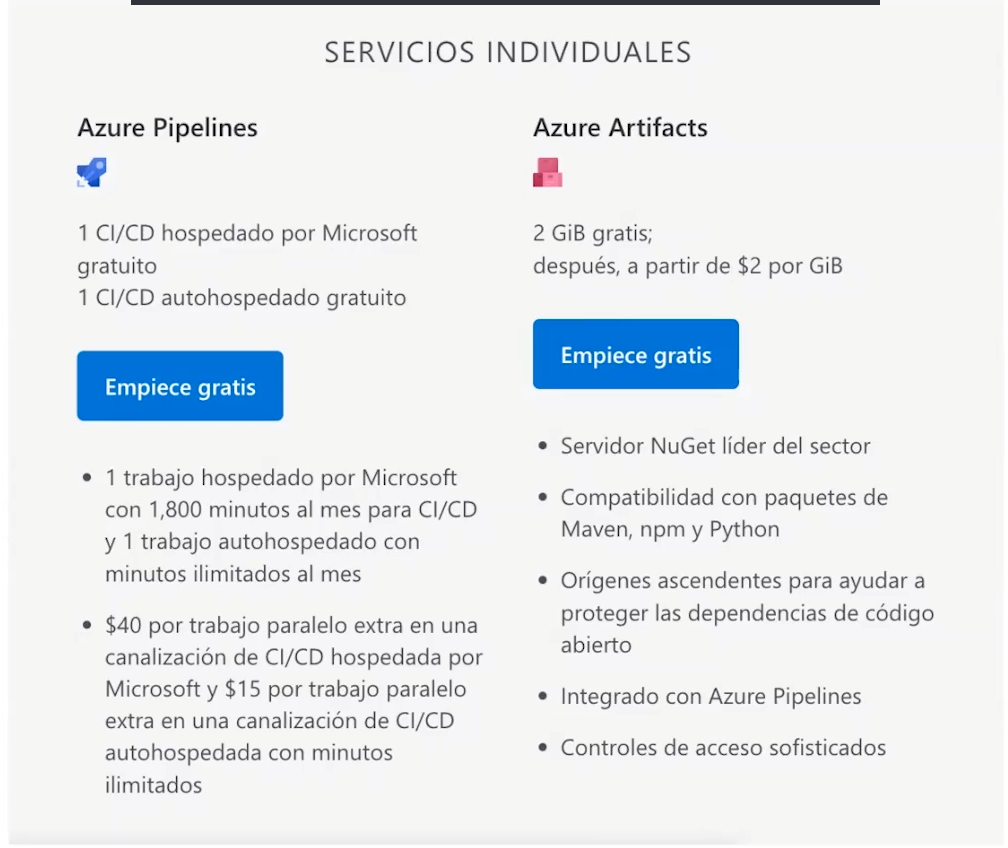 SERVICIOS INDIVIDUALES
Azure Pipelines
1 CI/CD hospedado por Microsoft
gratuito
1 CI/CD autohospedado gratuito
Empiece gratis
• 1 trabajo hospedado por Microsoft
con 1,800 minutos al mes para CI/CD
y 1 trabajo autohospedado con
minutos ilimitados al mes
• $40 por trabajo paralelo extra en una
canalización de CI/CD hospedada por
Microsoft y $15 por trabajo paralelo
extra en una canalización de CI/CD
autohospedada con minutos
ilimitados
Azure Artifacts
2 GiB gratis;
después, a partir de $2 por GiB
Empiece gratis
• Servidor NuGet líder del sector
• Compatibilidad con paquetes de
Maven, npm y Python
• Orígenes ascendentes para ayudar a
proteger las dependencias de código
abierto
• Integrado con Azure Pipelines
• Controles de acceso sofisticados